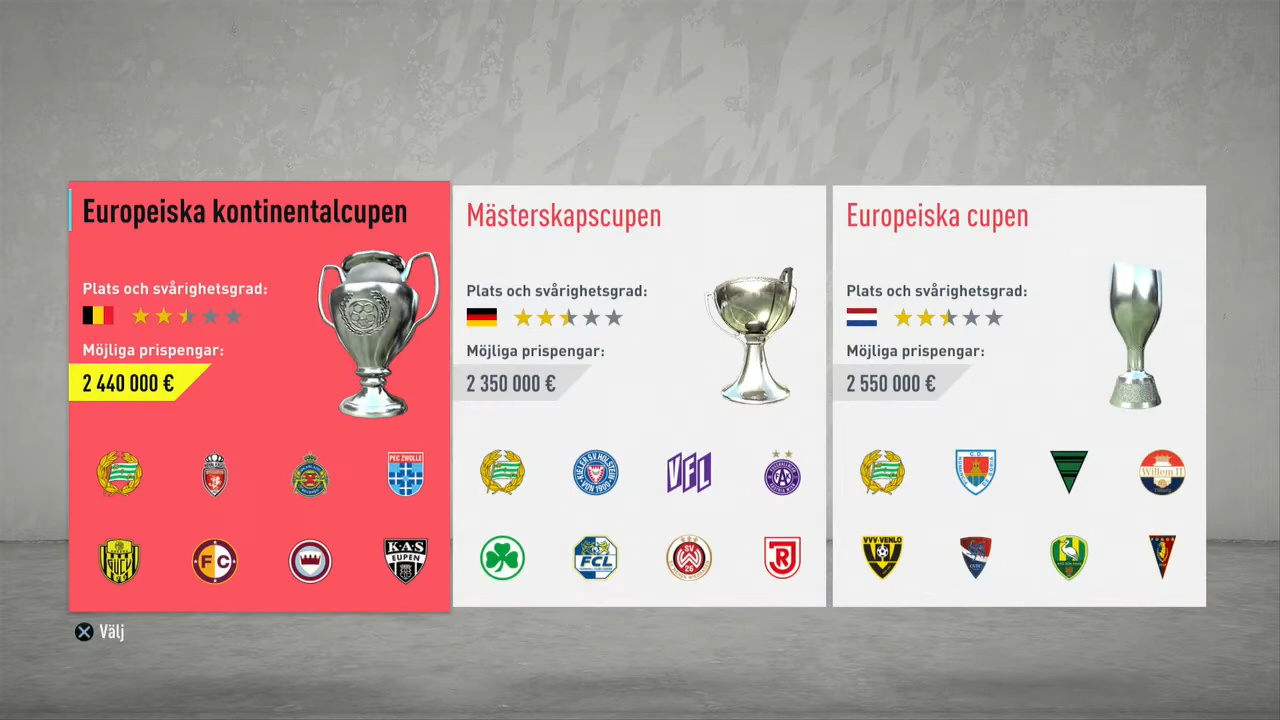 Europeiska kontinentalcupen
Plats och svårighetsgrad:
Möjliga prispengar:
2 440 000 €
PEC ZWOLLE
FC
K·A·S
EUPEN
Mästerskapscupen
Plats och svårighetsgrad:
Möjliga prispengar:
2 350 000 €
VFL
FCL
SV
Europeiska cupen
Plats och svårighetsgrad:
Möjliga prispengar:
2 550 000 €
Willem II
VVV-VENLO
Välj